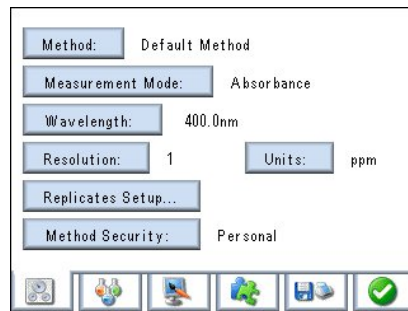 Method: Default Method
Measurement Mode: Absorbance
Wavelength: 400.0nm
Resolution: 1 Units: ppm
Replicates Setup...
Method Security: Personal